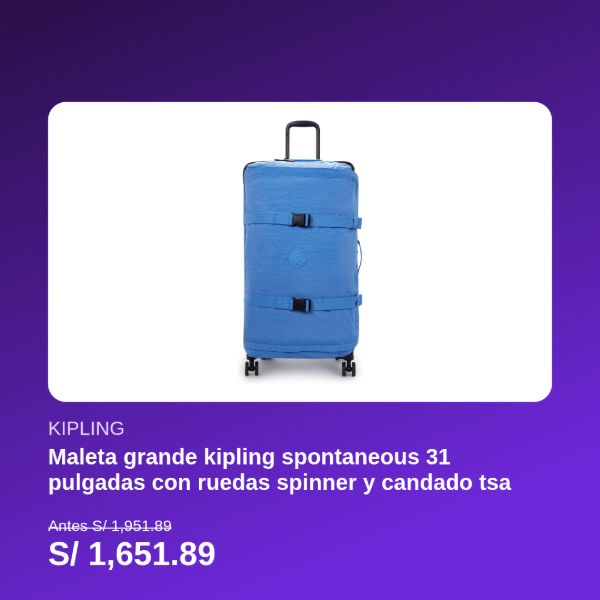 KIPLING
Maleta grande kipling spontaneous 31
pulgadas con ruedas spinner y candado tsa
Antes S/ 1,951.89
S/ 1,651.89